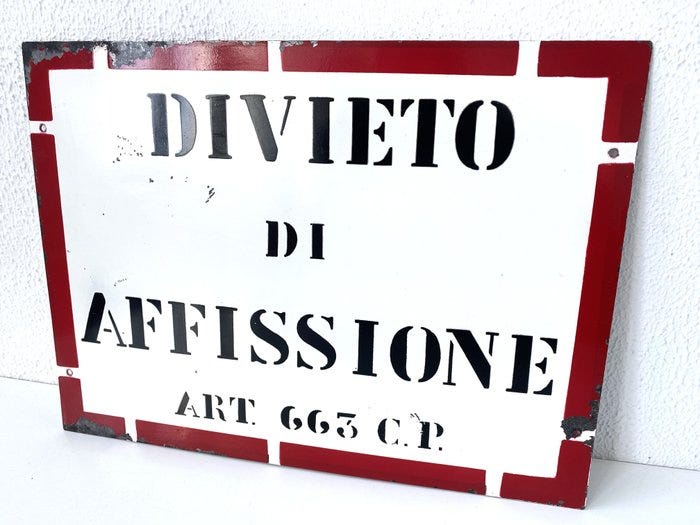 DIVIETO
DI
AFFISSIONE
ART. 663 C.P.